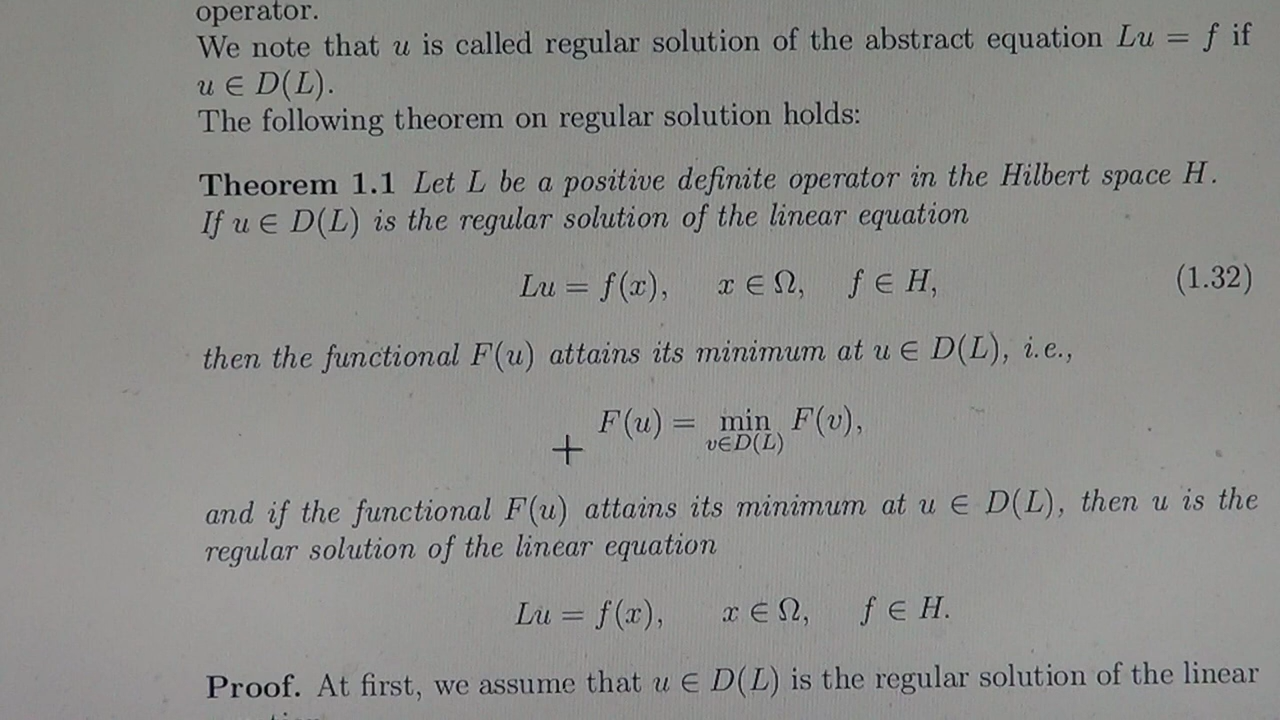 operator.
We note that u is called regular solution of the abstract equation Lu = f if
u ∈ D(L).
The following theorem on regular solution holds:
Theorem 1.1 Let L be a positive definite operator in the Hilbert space H.
If u ∈ D(L) is the regular solution of the linear equation
Lu = f(x), x ∈ Ω, f ∈ H, (1.32)
then the functional F(u) attains its minimum at u ∈ D(L), i.e.,
F(u) = min F(v),
v∈D(L)
and if the functional F(u) attains its minimum at u ∈ D(L), then u is the
regular solution of the linear equation
Lu = f(x), x ∈ Ω, f ∈ H.
Proof. At first, we assume that u ∈ D(L) is the regular solution of the linear